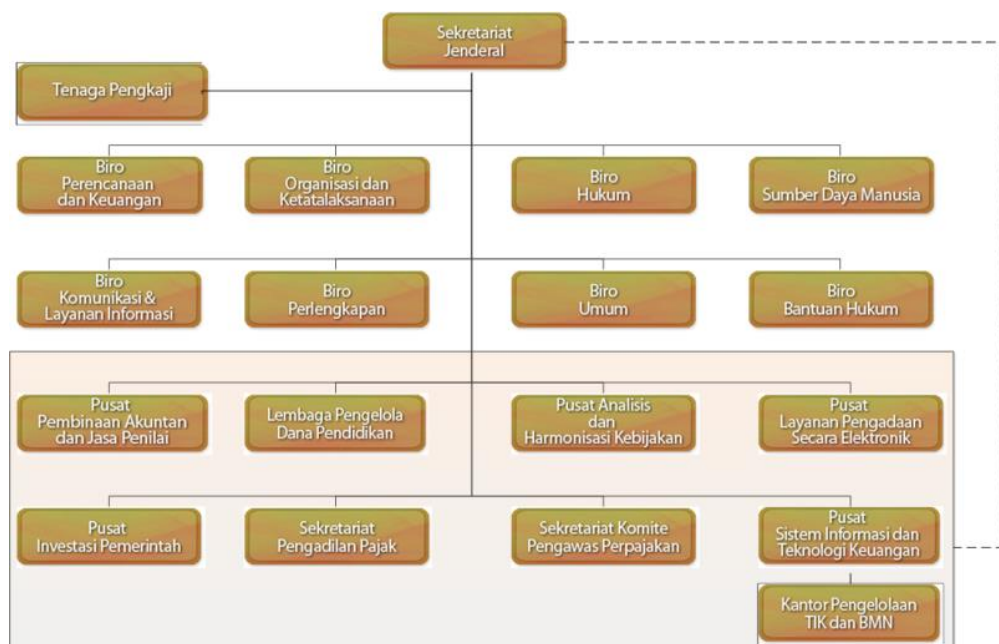 Sekretariat
Jenderal
Tenaga Pengkaji
Biro
Perencanaan
dan Keuangan
Biro
Organisasi dan
Ketatalaksanaan
Biro
Hukum
Biro
Sumber Daya Manusia
Biro
Komunikasi &
Layanan Informasi
Biro
Perlengkapan
Biro
Umum
Biro
Bantuan Hukum
Pusat
Pembinaan Akuntan
dan Jasa Penilai
Lembaga Pengelola
Dana Pendidikan
Pusat Analisis
dan
Harmonisasi Kebijakan
Pusat
Layanan Pengadaan
Secara Elektronik
Pusat
Investasi Pemerintah
Sekretariat
Pengadilan Pajak
Sekretariat Komite
Pengawas Perpajakan
Pusat
Sistem Informasi dan
Teknologi Keuangan
Kantor Pengelolaan
TIK dan BMN